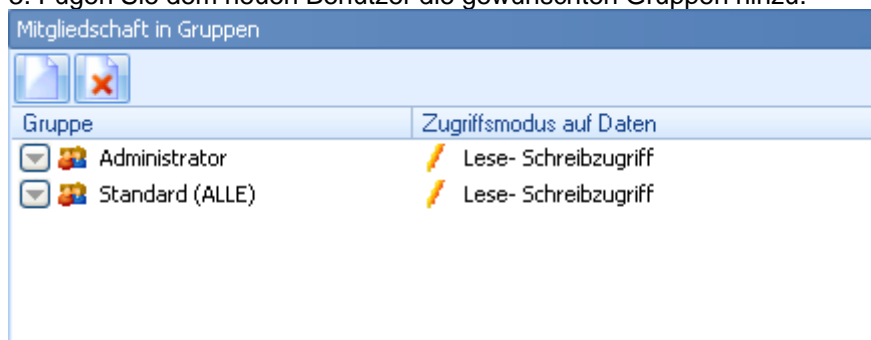 Fügen Sie dem neuen Benutzer die gewünschten Gruppen hinzu.
Mitgliedschaft in Gruppen
Gruppe Zugriffsmodus auf Daten
Administrator Lese- Schreibzugriff
Standard (ALLE) Lese- Schreibzugriff